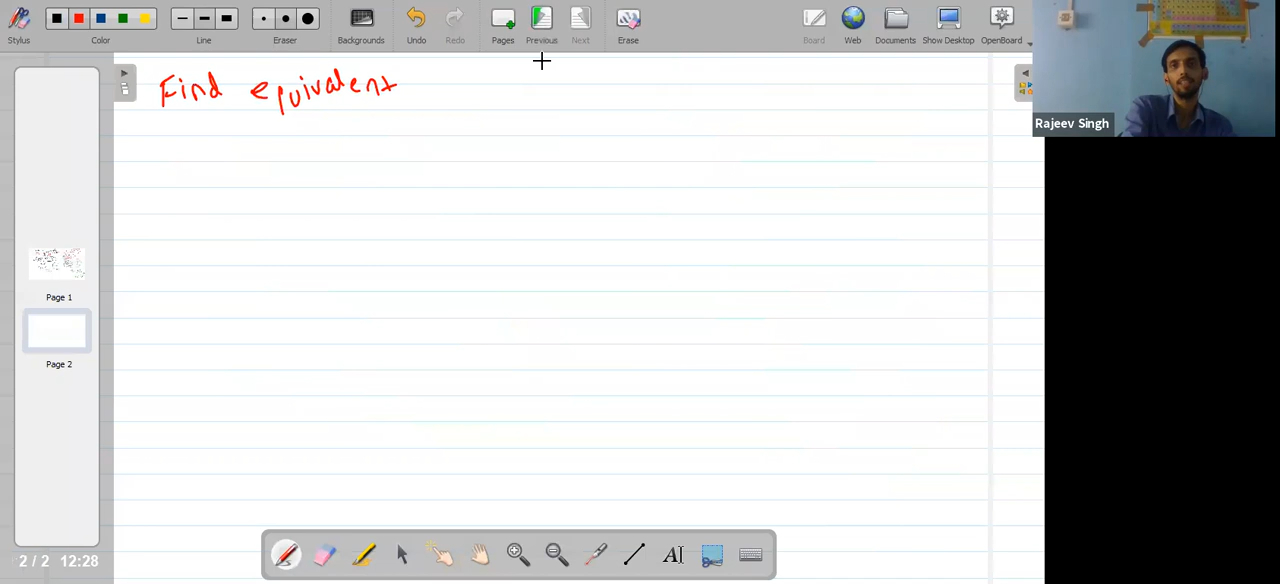 Stylus Color Line Eraser Backgrounds Undo Redo Pages Previous Next Erase Board Web Documents Show Desktop OpenBoard
Find equivalent
Rajeev Singh
Page 1
Page 2
2 / 2 12:28